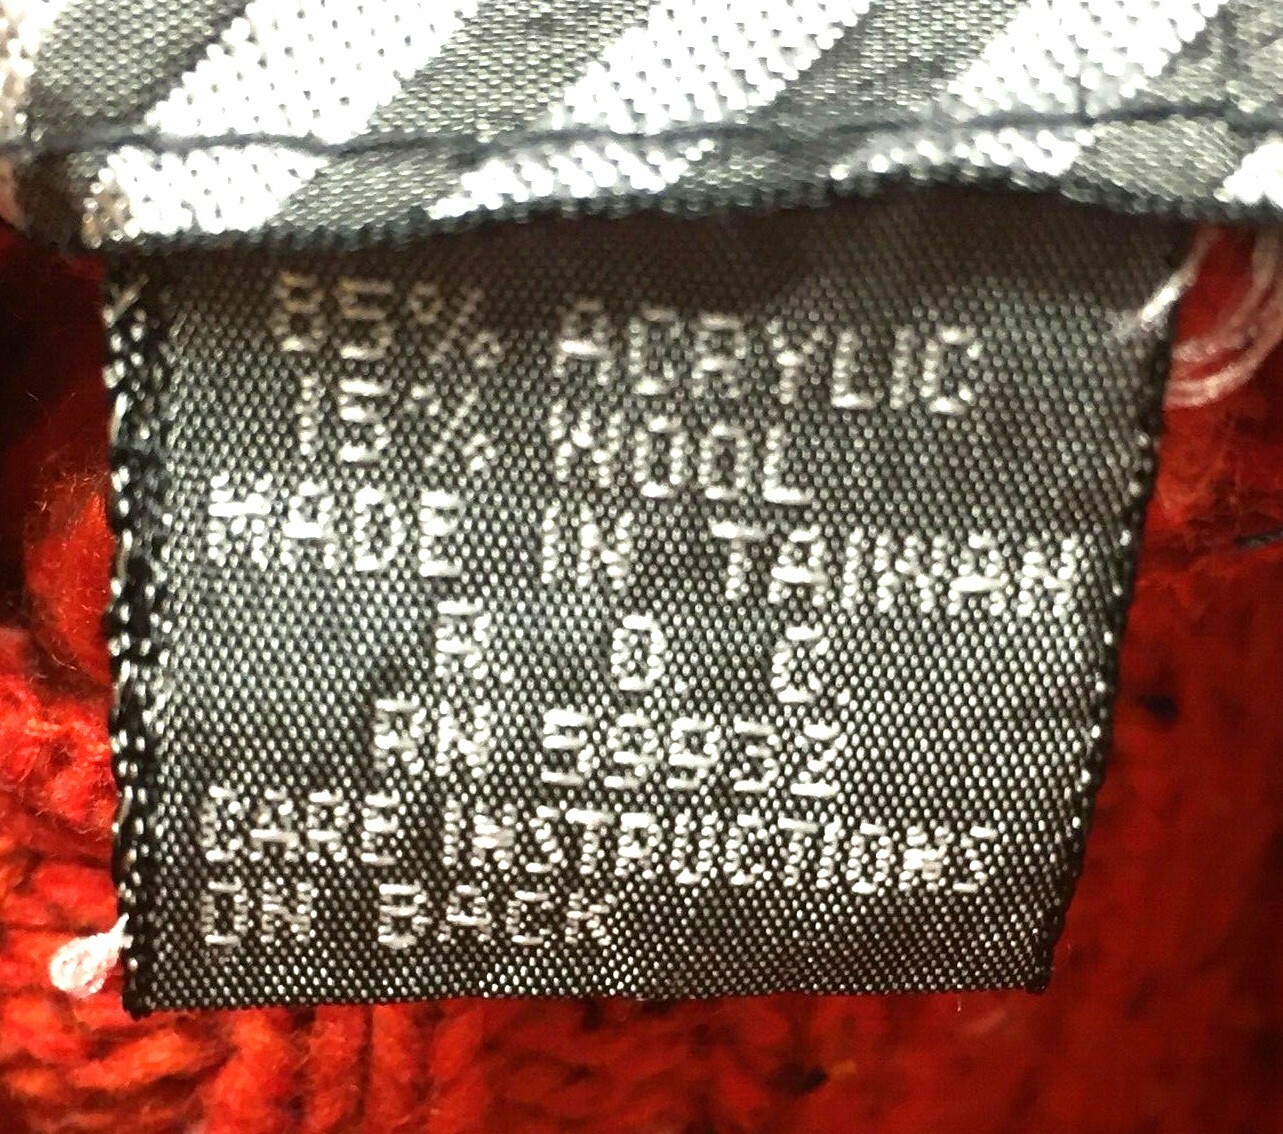 85% ACRYLIC
15% WOOL
MADE IN TAIWAN
R. O. C.
RN 59932
CARE INSTRUCTIONS
ON BACK